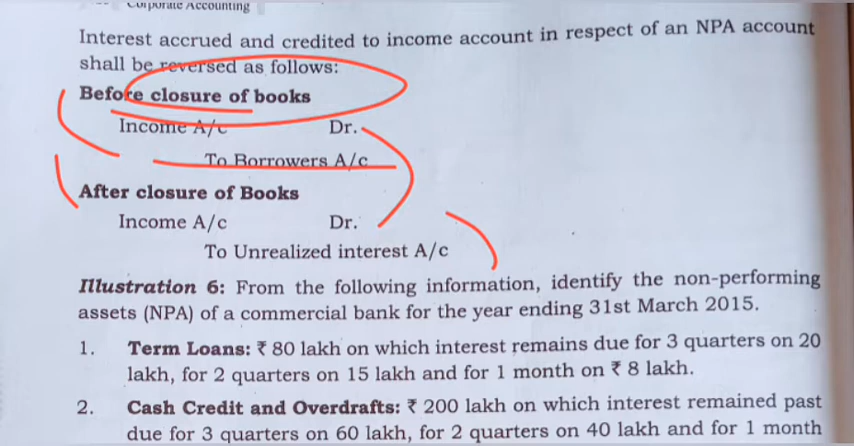 Corporate Accounting
Interest accrued and credited to income account in respect of an NPA account
shall be reversed as follows:
Before closure of books
Income A/c Dr.
To Borrowers A/c
After closure of Books
Income A/c Dr.
To Unrealized interest A/c
Illustration 6: From the following information, identify the non-performing
assets (NPA) of a commercial bank for the year ending 31st March 2015.
1. Term Loans: ₹ 80 lakh on which interest remains due for 3 quarters on 20
lakh, for 2 quarters on 15 lakh and for 1 month on ₹ 8 lakh.
2. Cash Credit and Overdrafts: ₹ 200 lakh on which interest remained past
due for 3 quarters on 60 lakh, for 2 quarters on 40 lakh and for 1 month